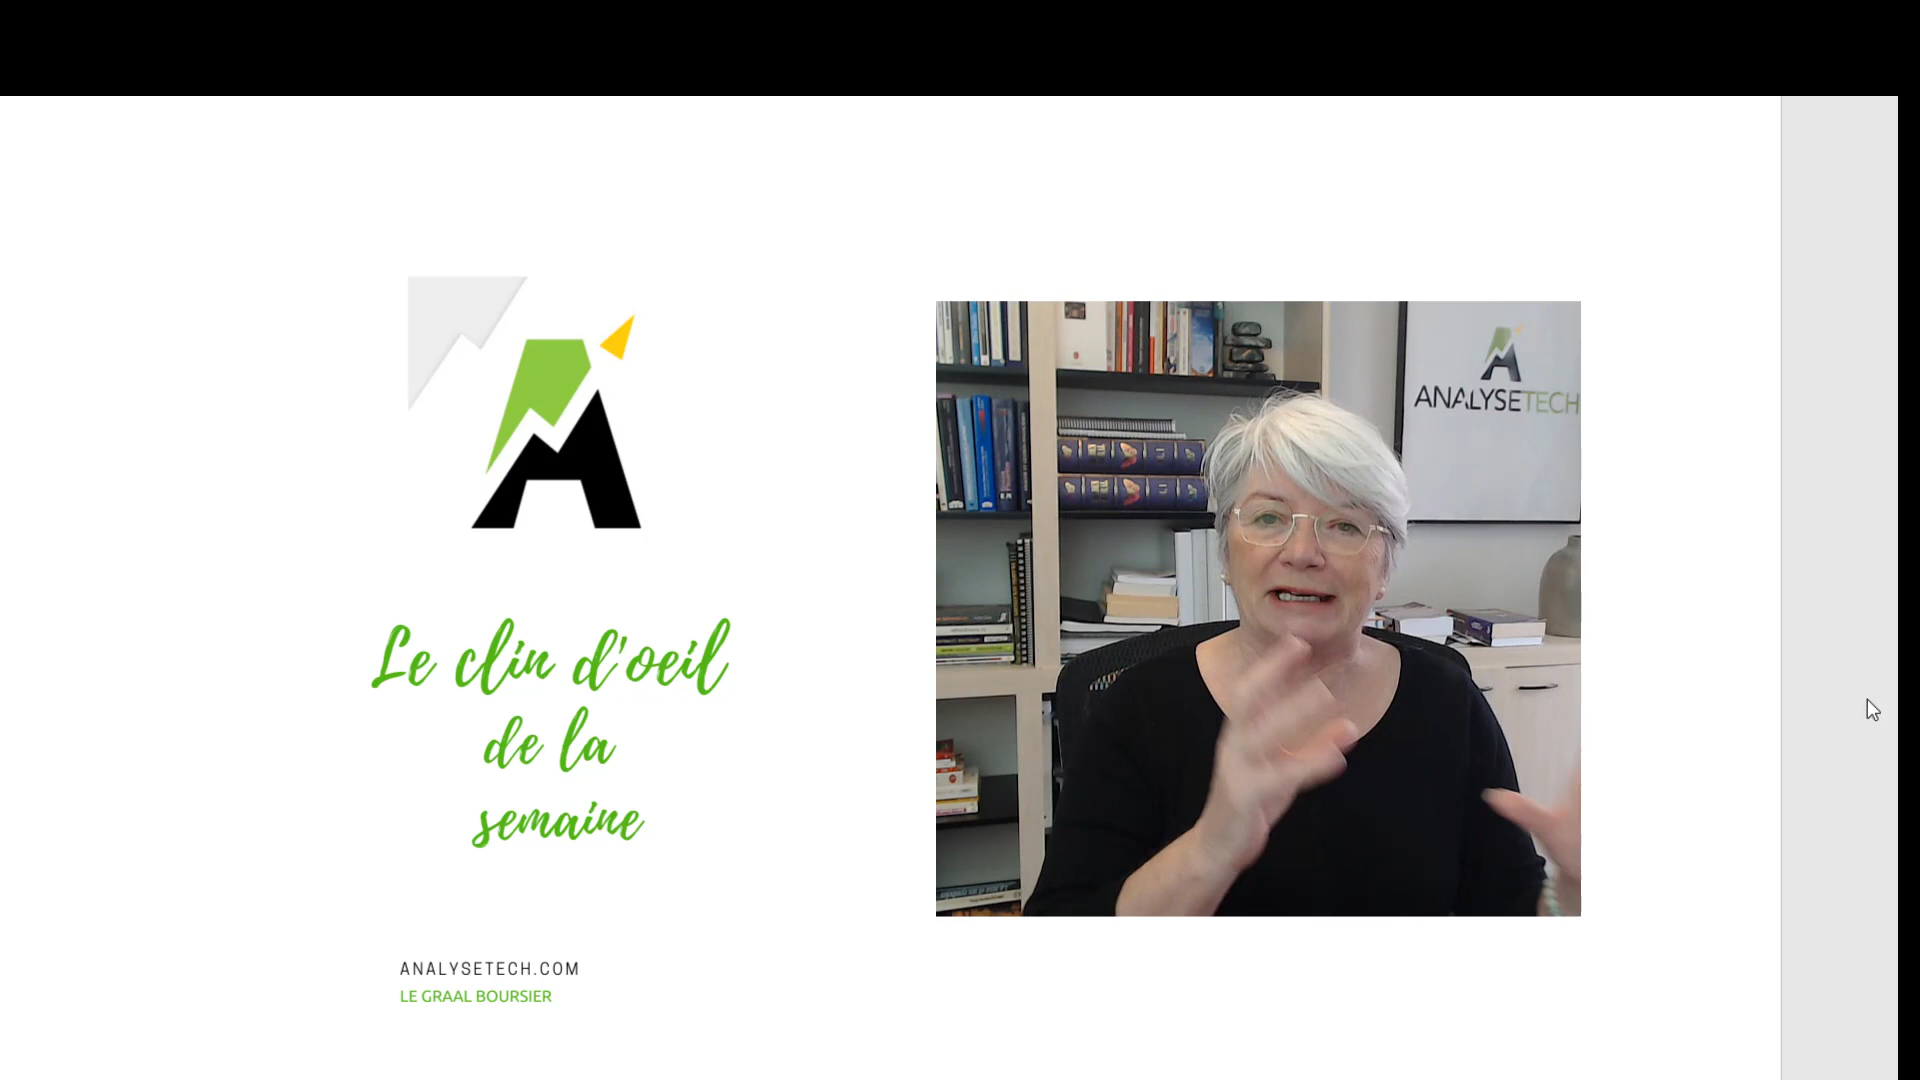 Le clin d'oeil
de la
semaine
ANALYSETECH.COM
LE GRAAL BOURSIER
ANALYSETECH